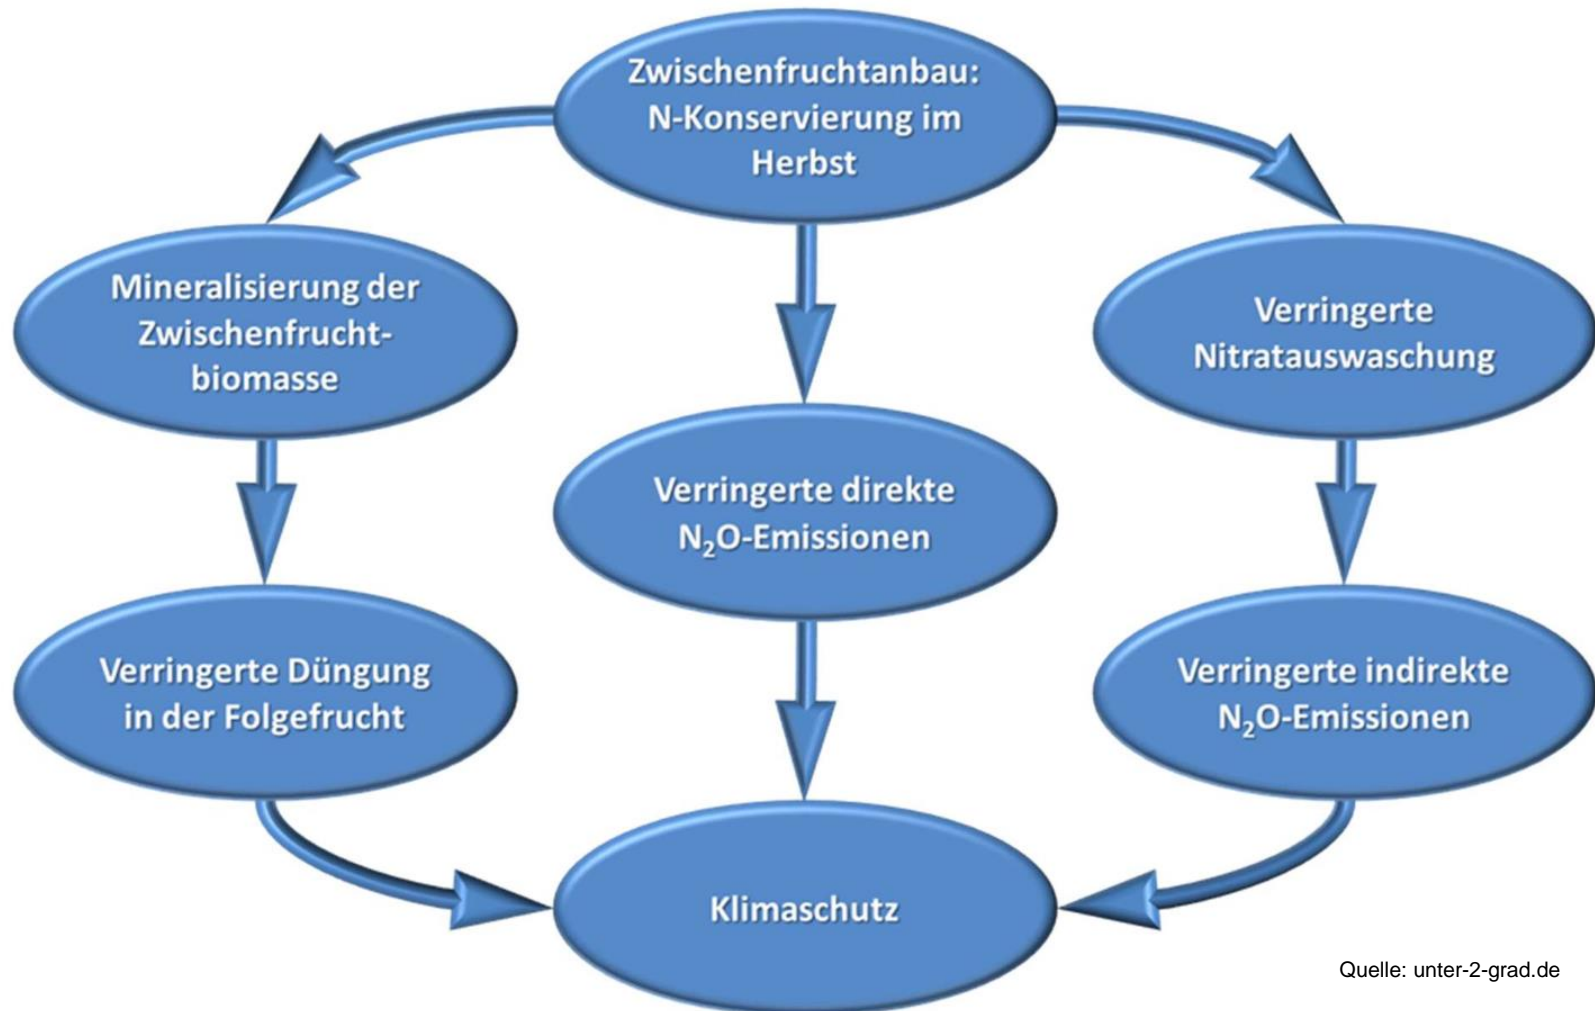 Zwischenfruchtanbau:
N-Konservierung im
Herbst
Mineralisierung der
Zwischenfrucht-
biomasse
Verringerte
Nitratauswaschung
Verringerte direkte
N₂O-Emissionen
Verringerte Düngung
in der Folgefrucht
Verringerte indirekte
N₂O-Emissionen
Klimaschutz
Quelle: unter-2-grad.de